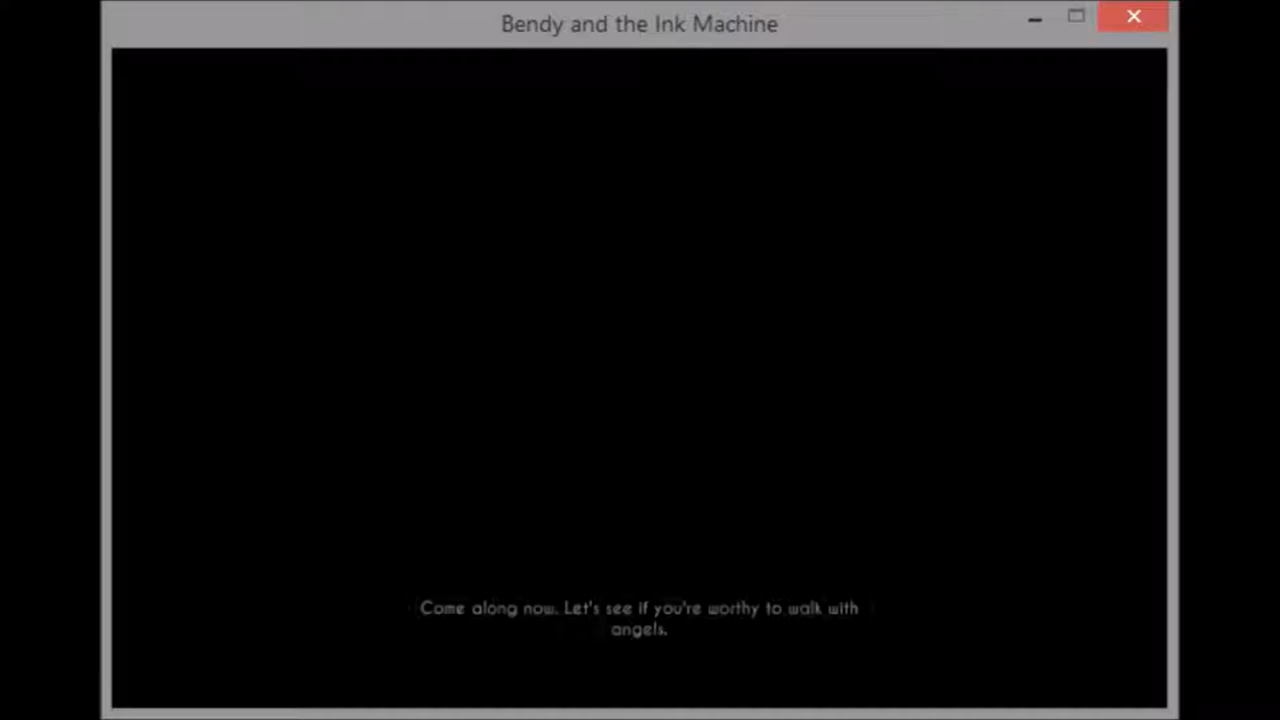 Bendy and the Ink Machine
Come along now. Let's see if you're worthy to walk with
angels.